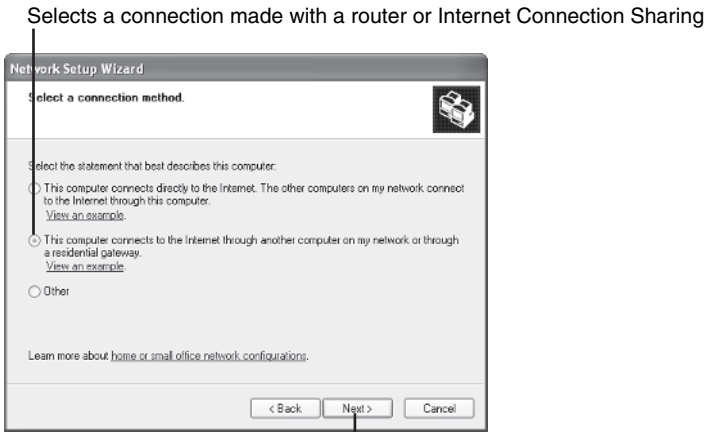 Selects a connection made with a router or Internet Connection Sharing
Network Setup Wizard
Select a connection method.
Select the statement that best describes this computer:
This computer connects directly to the Internet. The other computers on my network connect
to the Internet through this computer.
View an example.
This computer connects to the Internet through another computer on my network or through
a residential gateway.
View an example.
Other
Learn more about home or small office network configurations.
< Back
Next >
Cancel